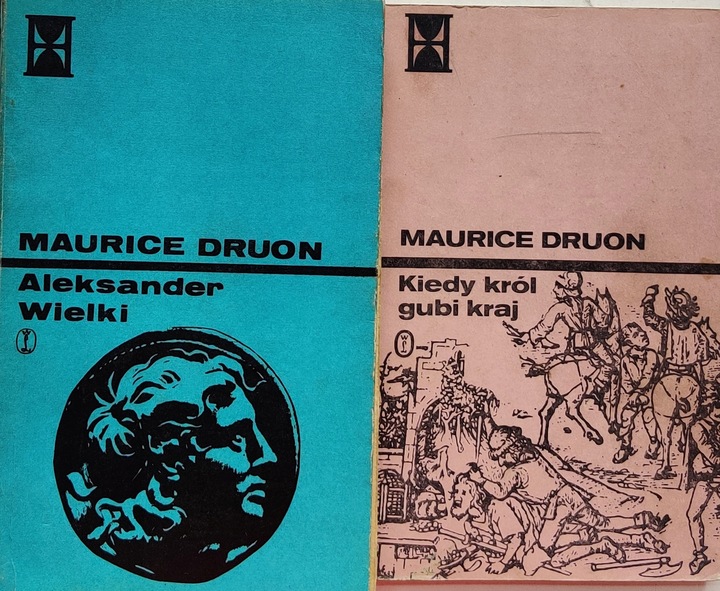 MAURICE DRUON
Aleksander
Wielki
MAURICE DRUON
Kiedy król
gubi kraj